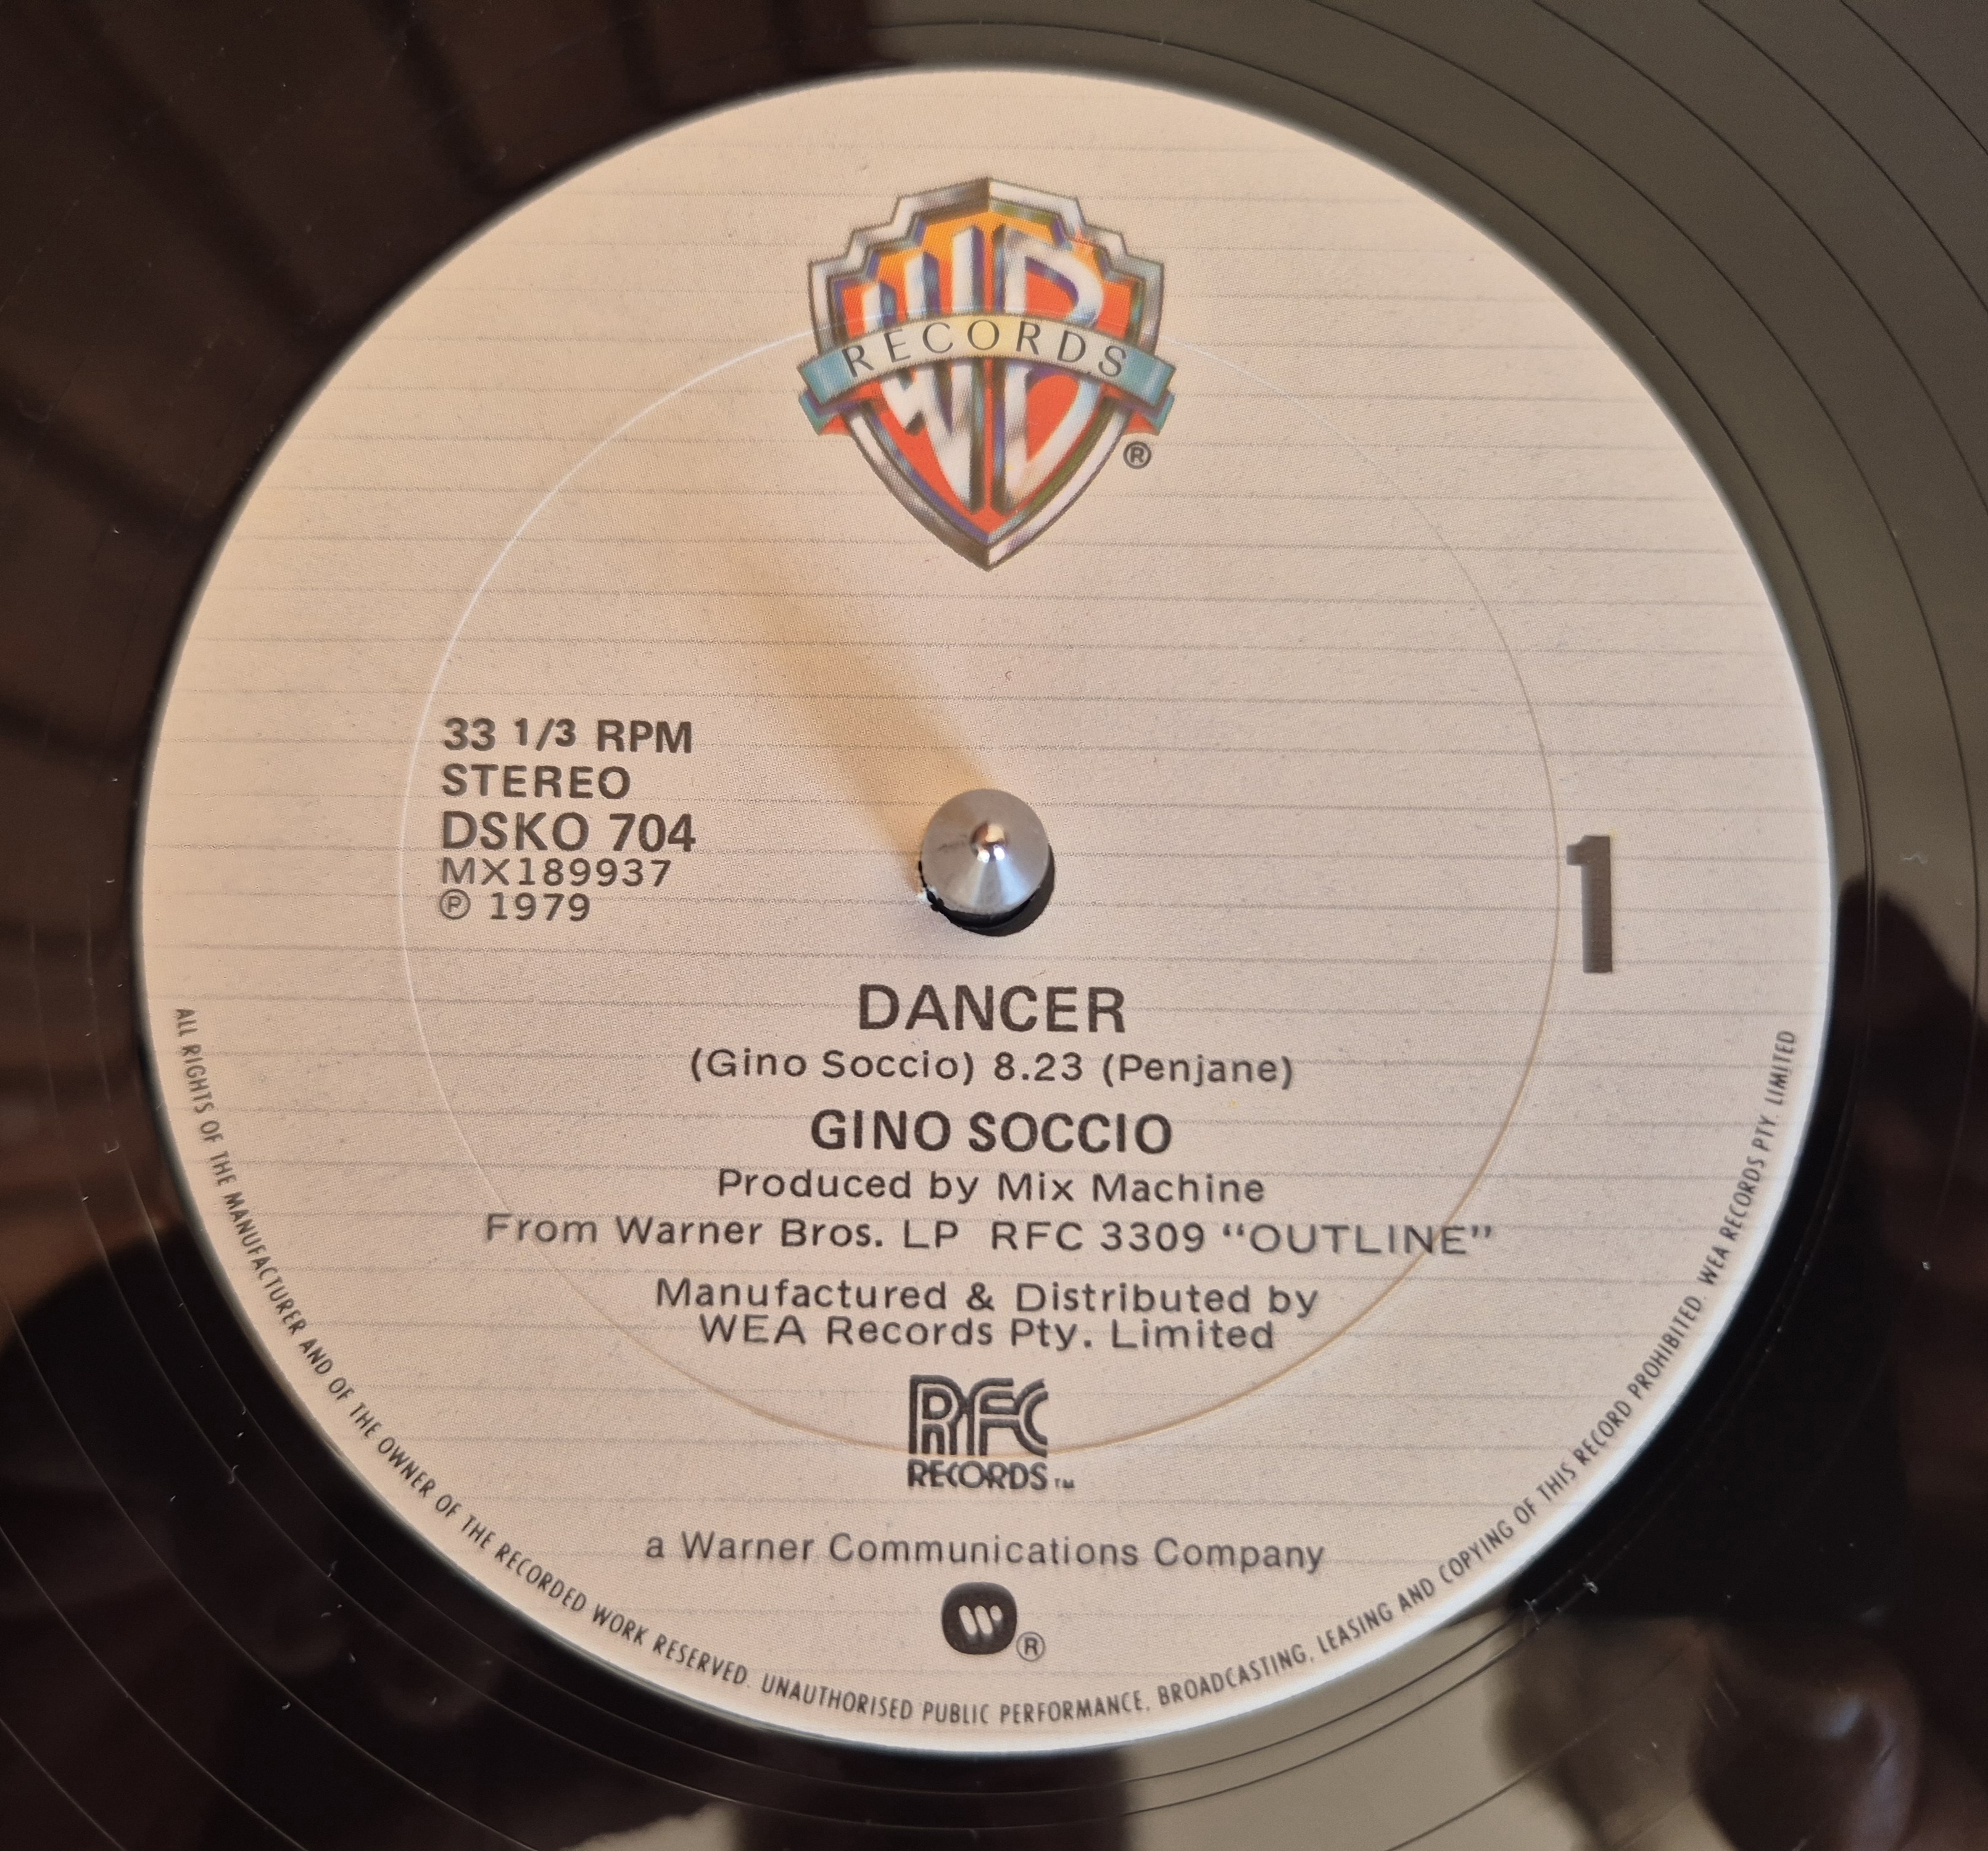 WB
RECORDS
®
33 1/3 RPM
STEREO
DSKO 704
MX189937
℗ 1979
1
DANCER
(Gino Soccio) 8.23 (Penjane)
GINO SOCCIO
Produced by Mix Machine
From Warner Bros. LP RFC 3309 “OUTLINE”
Manufactured & Distributed by
WEA Records Pty. Limited
RFC
RECORDS™
a Warner Communications Company
W ®
ALL RIGHTS OF THE MANUFACTURER AND OF THE OWNER OF THE RECORDED WORK RESERVED. UNAUTHORISED PUBLIC PERFORMANCE, BROADCASTING, LEASING AND COPYING OF THIS RECORD PROHIBITED. WEA RECORDS PTY. LIMITED